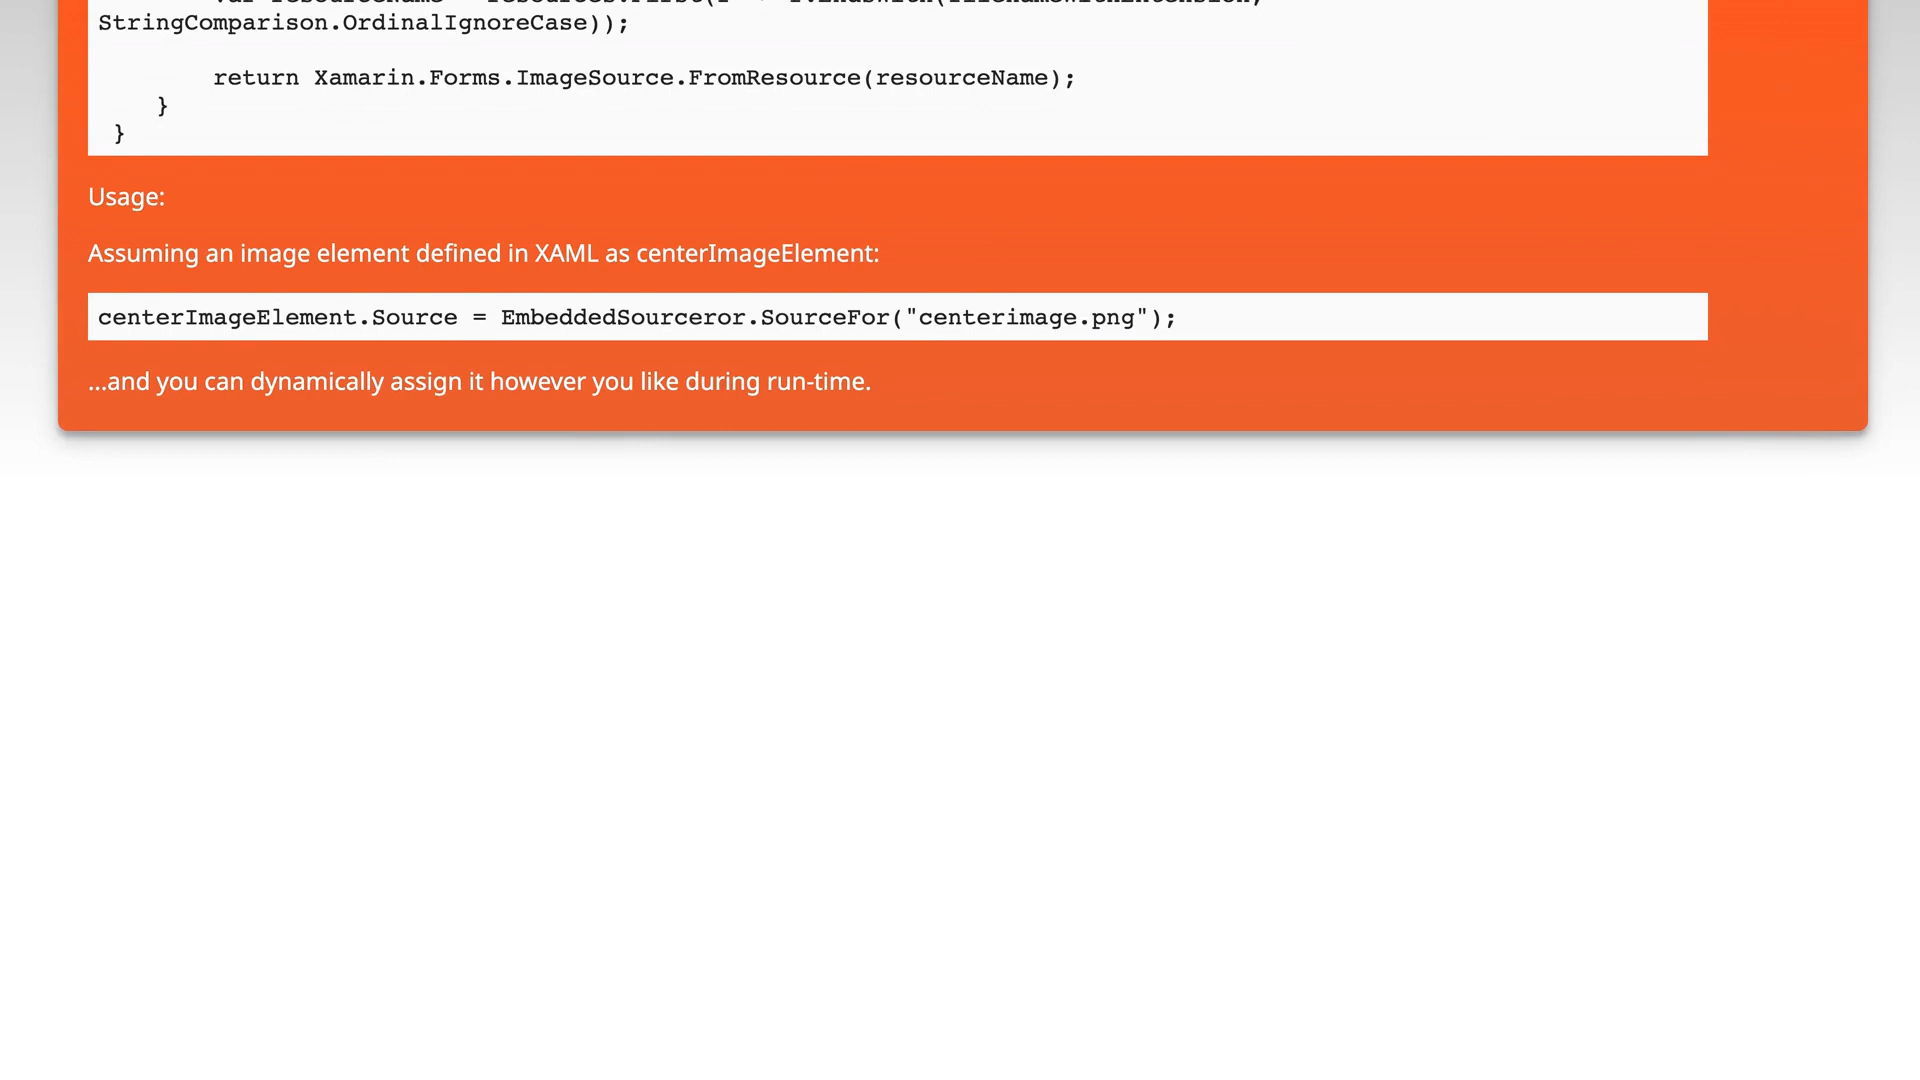 StringComparison.OrdinalIgnoreCase));
return Xamarin.Forms.ImageSource.FromResource(resourceName);
}
}
Usage:
Assuming an image element defined in XAML as centerImageElement:
centerImageElement.Source = EmbeddedSourceror.SourceFor("centerimage.png");
...and you can dynamically assign it however you like during run-time.